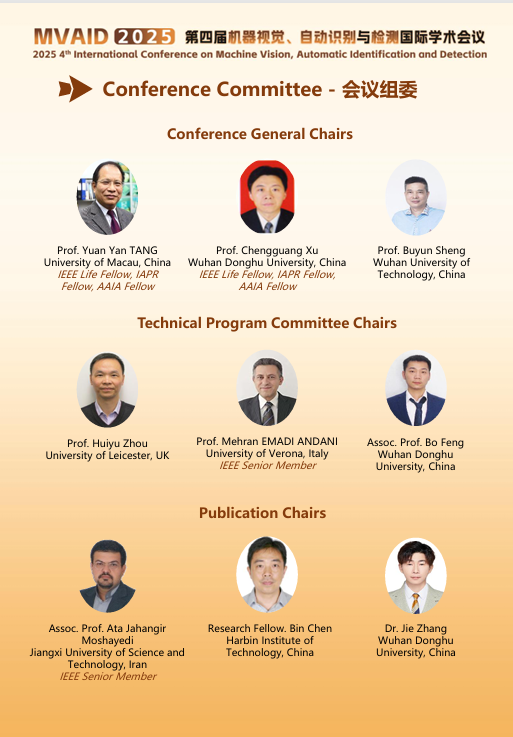 MVAID 2025 第四届机器视觉、自动识别与检测国际学术会议
2025 4th International Conference on Machine Vision, Automatic Identification and Detection
Conference Committee - 会议组委
Conference General Chairs
Prof. Yuan Yan TANG
University of Macau, China
IEEE Life Fellow, IAPR
Fellow, AAIA Fellow
Prof. Chengguang Xu
Wuhan Donghu University, China
IEEE Life Fellow, IAPR Fellow,
AAIA Fellow
Prof. Buyun Sheng
Wuhan University of
Technology, China
Technical Program Committee Chairs
Prof. Huiyu Zhou
University of Leicester, UK
Prof. Mehran EMADI ANDANI
University of Verona, Italy
IEEE Senior Member
Assoc. Prof. Bo Feng
Wuhan Donghu
University, China
Publication Chairs
Assoc. Prof. Ata Jahangir
Moshayedi
Jiangxi University of Science and
Technology, Iran
IEEE Senior Member
Research Fellow. Bin Chen
Harbin Institute of
Technology, China
Dr. Jie Zhang
Wuhan Donghu
University, China